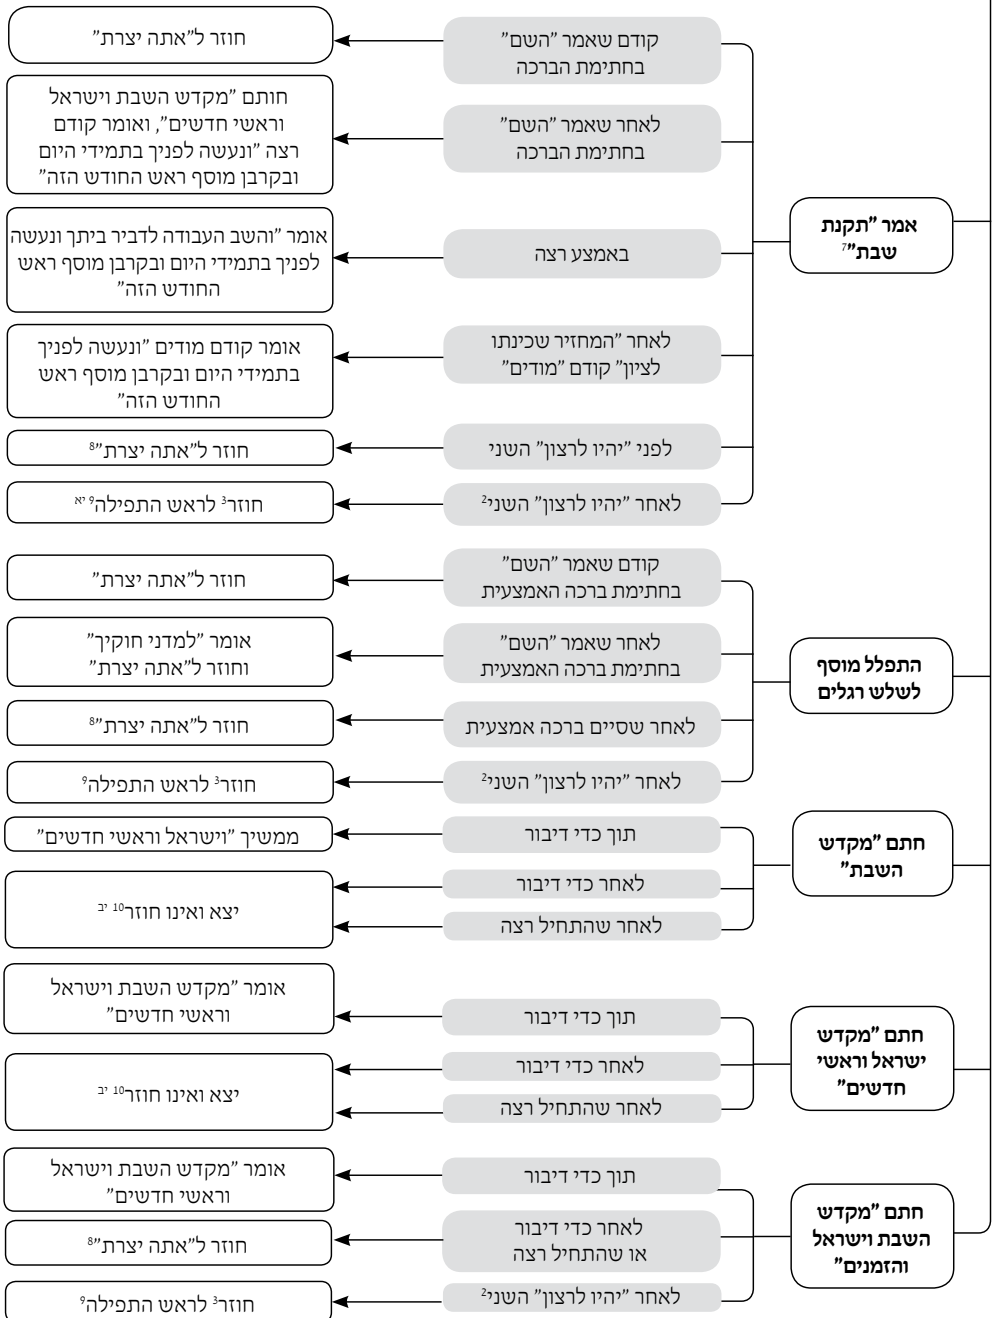 אמר "תקנת
שבת"7
קודם שאמר "השם"
בחתימת הברכה
חוזר ל"אתה יצרת"
לאחר שאמר "השם"
בחתימת הברכה
חותם "מקדש השבת וישראל
וראשי חדשים", ואומר קודם
רצה "ונעשה לפניך בתמידי היום
ובקרבן מוסף ראש החודש הזה"
באמצע רצה
אומר "והשב העבודה לדביר ביתך ונעשה
לפניך בתמידי היום ובקרבן מוסף ראש
החודש הזה"
לאחר "המחזיר שכינתו
לציון" קודם "מודים"
אומר קודם מודים "ונעשה לפניך
בתמידי היום ובקרבן מוסף ראש
החודש הזה"
לפני "יהיו לרצון" השני
חוזר ל"אתה יצרת"8
לאחר "יהיו לרצון" השני2
חוזר3 לראש התפילה9 יא
התפלל מוסף
לשלש רגלים
קודם שאמר "השם"
בחתימת ברכה האמצעית
חוזר ל"אתה יצרת"
לאחר שאמר "השם"
בחתימת ברכה האמצעית
אומר "למדני חוקיך"
וחוזר ל"אתה יצרת"
לאחר שסיים ברכה אמצעית
חוזר ל"אתה יצרת"8
לאחר "יהיו לרצון" השני2
חוזר3 לראש התפילה9
חתם "מקדש
השבת"
תוך כדי דיבור
ממשיך "וישראל וראשי חדשים"
לאחר כדי דיבור
לאחר שהתחיל רצה
יצא ואינו חוזר10 יב
חתם "מקדש
ישראל וראשי
חדשים"
תוך כדי דיבור
אומר "מקדש השבת וישראל
וראשי חדשים"
לאחר כדי דיבור
לאחר שהתחיל רצה
יצא ואינו חוזר10 יב
חתם "מקדש
השבת וישראל
והזמנים"
תוך כדי דיבור
אומר "מקדש השבת וישראל
וראשי חדשים"
לאחר כדי דיבור
או שהתחיל רצה
חוזר ל"אתה יצרת"8
לאחר "יהיו לרצון" השני2
חוזר3 לראש התפילה9